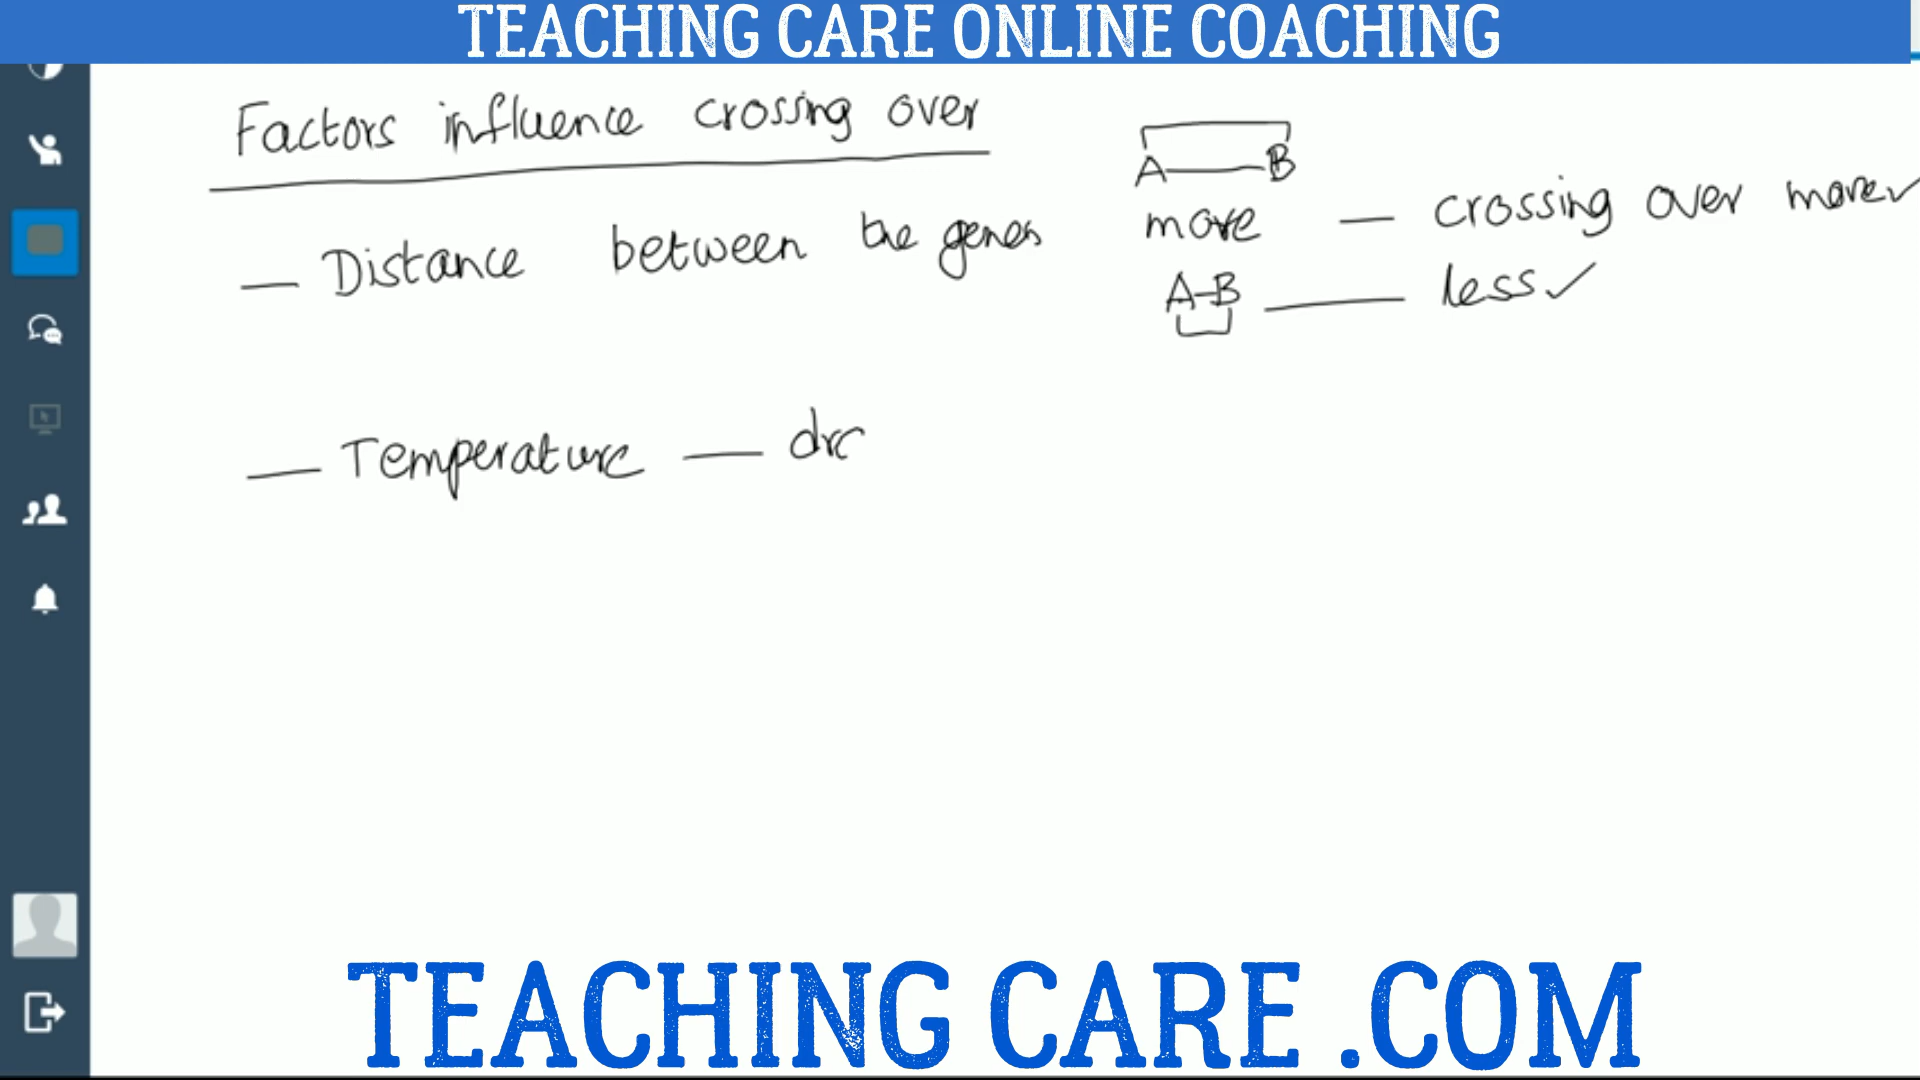 TEACHING CARE ONLINE COACHING
Factors influence crossing over
A — B
— Distance between the genes more — crossing over more ✓
A-B — less ✓
— Temperature —
TEACHING CARE .COM